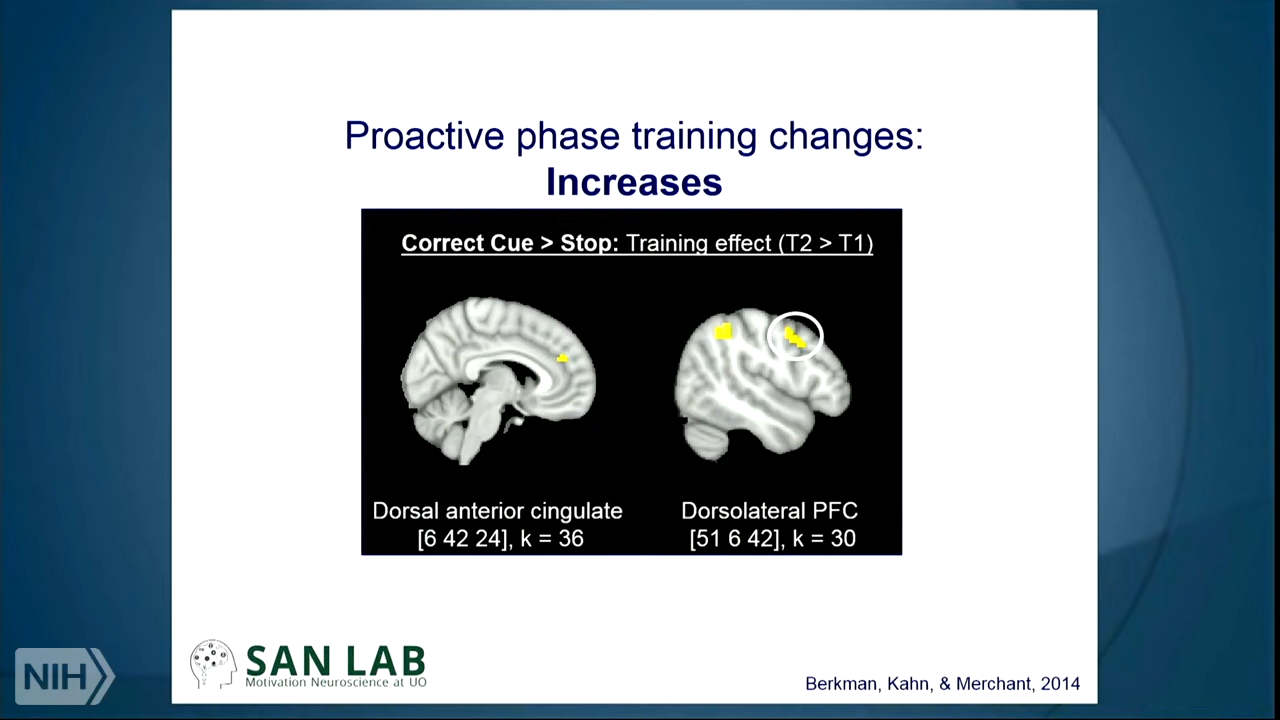 Proactive phase training changes:
Increases
Correct Cue > Stop: Training effect (T2 > T1)
Dorsal anterior cingulate
[6 42 24], k = 36
Dorsolateral PFC
[51 6 42], k = 30
NIH
SAN LAB
Motivation Neuroscience at UO
Berkman, Kahn, & Merchant, 2014